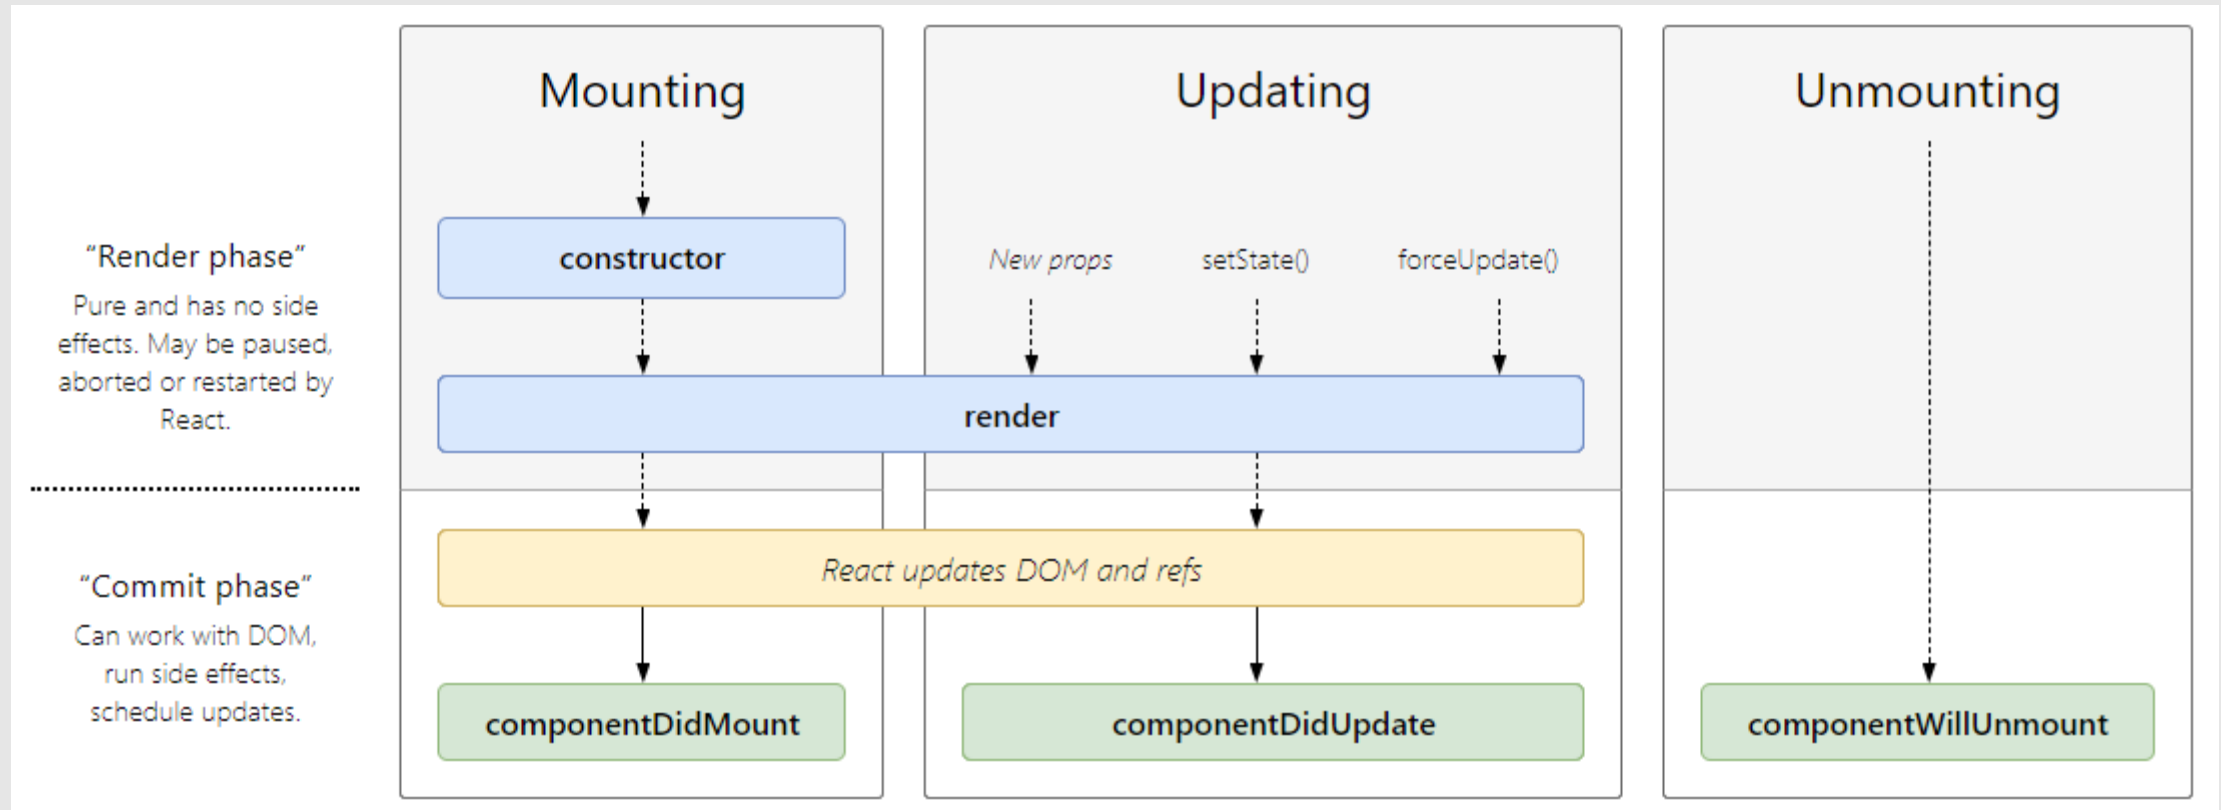 Mounting
Updating
Unmounting
“Render phase”
Pure and has no side
effects. May be paused,
aborted or restarted by
React.
constructor
New props
setState()
forceUpdate()
render
“Commit phase”
Can work with DOM,
run side effects,
schedule updates.
React updates DOM and refs
componentDidMount
componentDidUpdate
componentWillUnmount